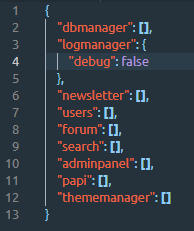 1 {
2 "dbmanager": [],
3 "logmanager": {
4 "debug": false
5 },
6 "newsletter": [],
7 "users": [],
8 "forum": [],
9 "search": [],
10 "adminpanel": [],
11 "papi": [],
12 "thememanager": []
13 }